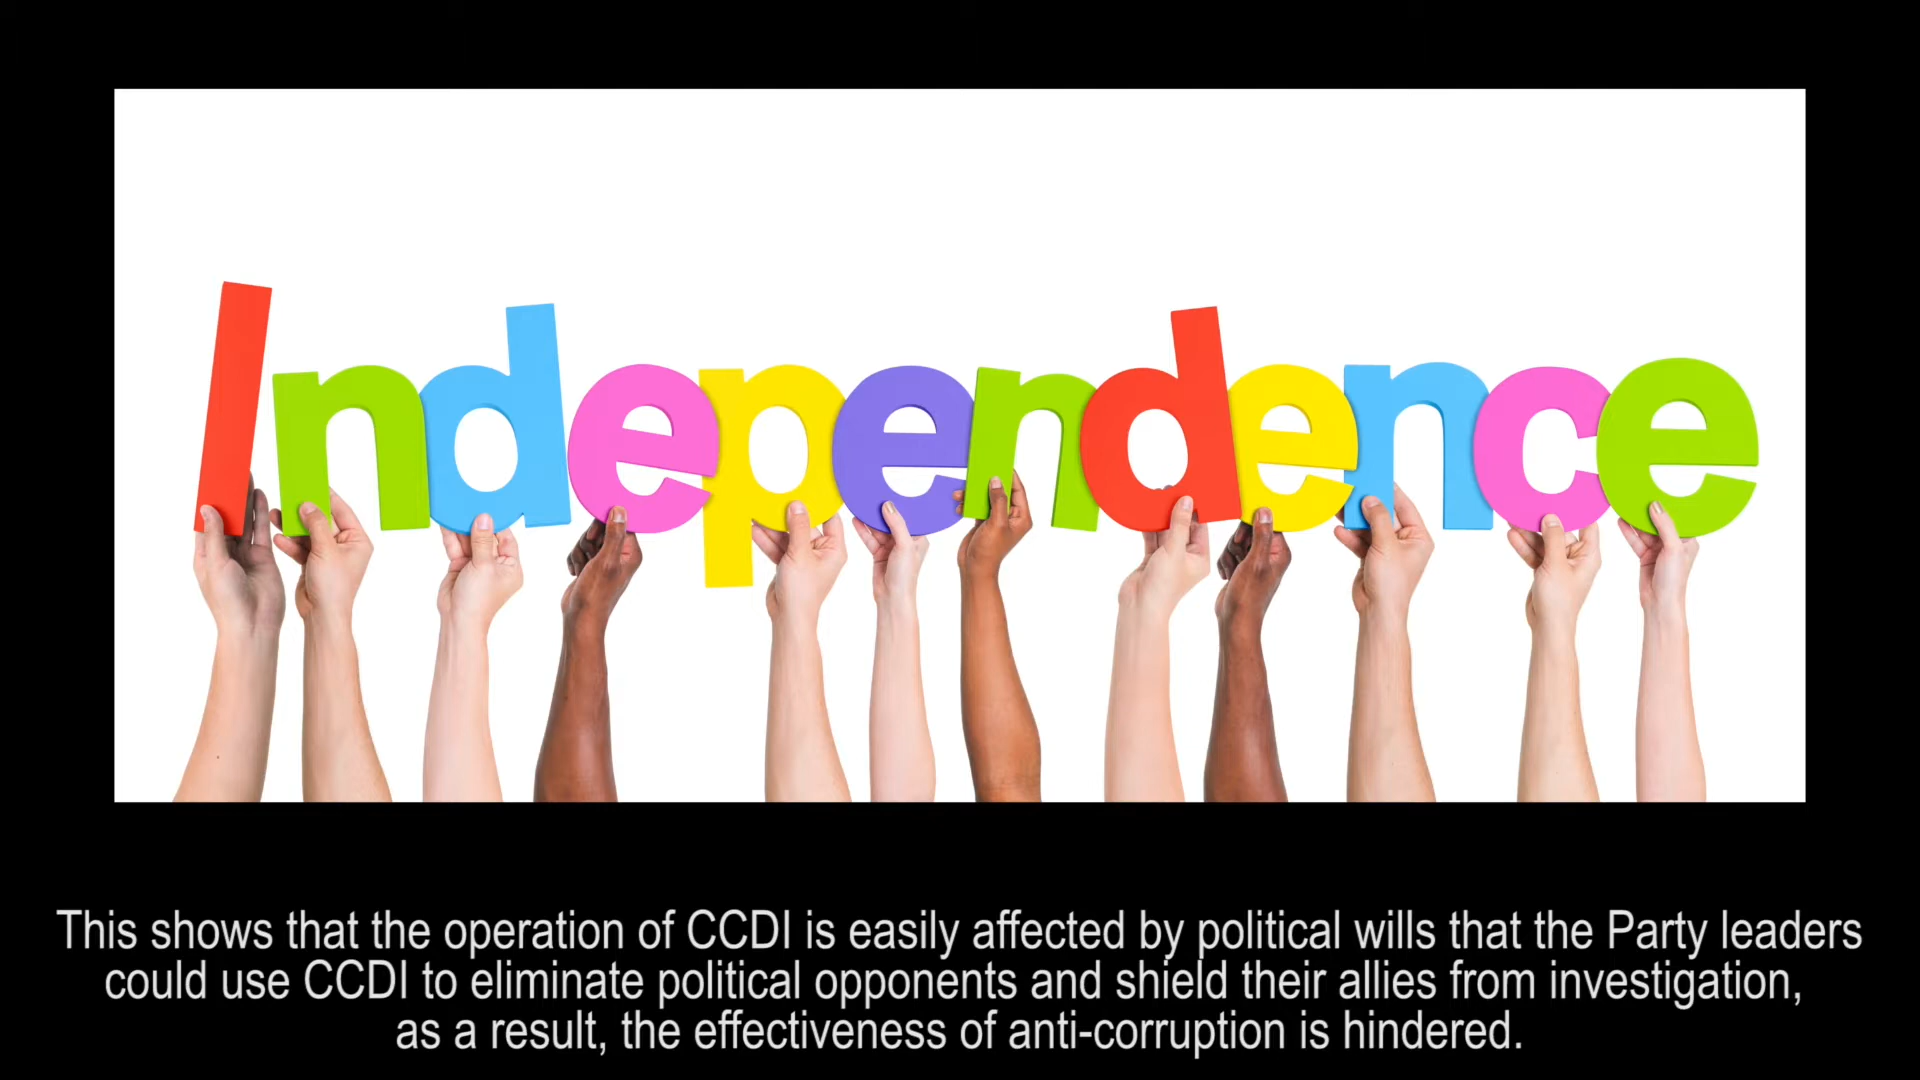 Independence
This shows that the operation of CCDI is easily affected by political wills that the Party leaders
could use CCDI to eliminate political opponents and shield their allies from investigation,
as a result, the effectiveness of anti-corruption is hindered.